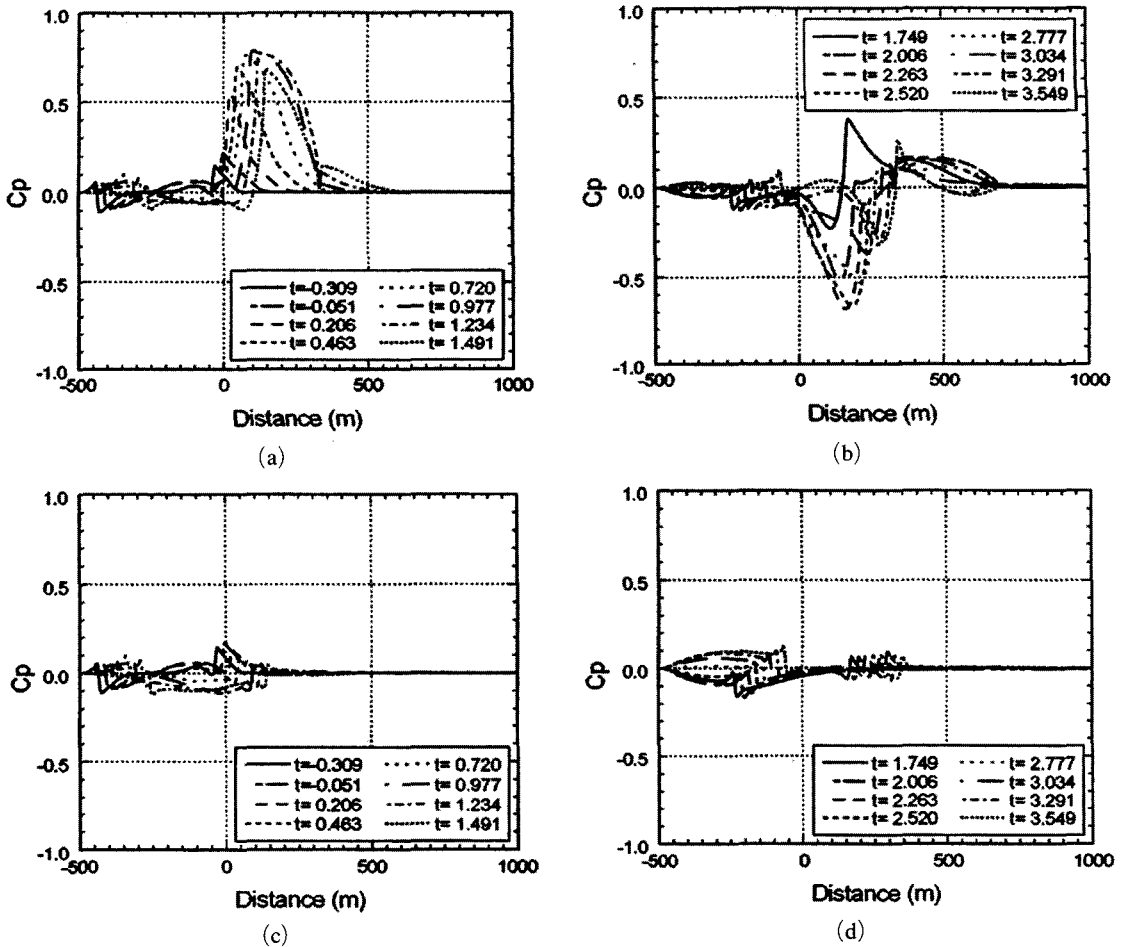 1.0
0.5
0.0
-0.5
-1.0
Cp
t=-0.309
t= 0.720
t=-0.051
t= 0.977
t= 0.206
t= 1.234
t= 0.463
t= 1.491
-500
0
500
1000
Distance (m)
(a)
1.0
0.5
0.0
-0.5
-1.0
Cp
t= 1.749
t= 2.777
t= 2.006
t= 3.034
t= 2.263
t= 3.291
t= 2.520
t= 3.549
-500
0
500
1000
Distance (m)
(b)
1.0
0.5
0.0
-0.5
-1.0
Cp
t=-0.309
t= 0.720
t=-0.051
t= 0.977
t= 0.206
t= 1.234
t= 0.463
t= 1.491
-500
0
500
1000
Distance (m)
(c)
1.0
0.5
0.0
-0.5
-1.0
Cp
t= 1.749
t= 2.777
t= 2.006
t= 3.034
t= 2.263
t= 3.291
t= 2.520
t= 3.549
-500
0
500
1000
Distance (m)
(d)